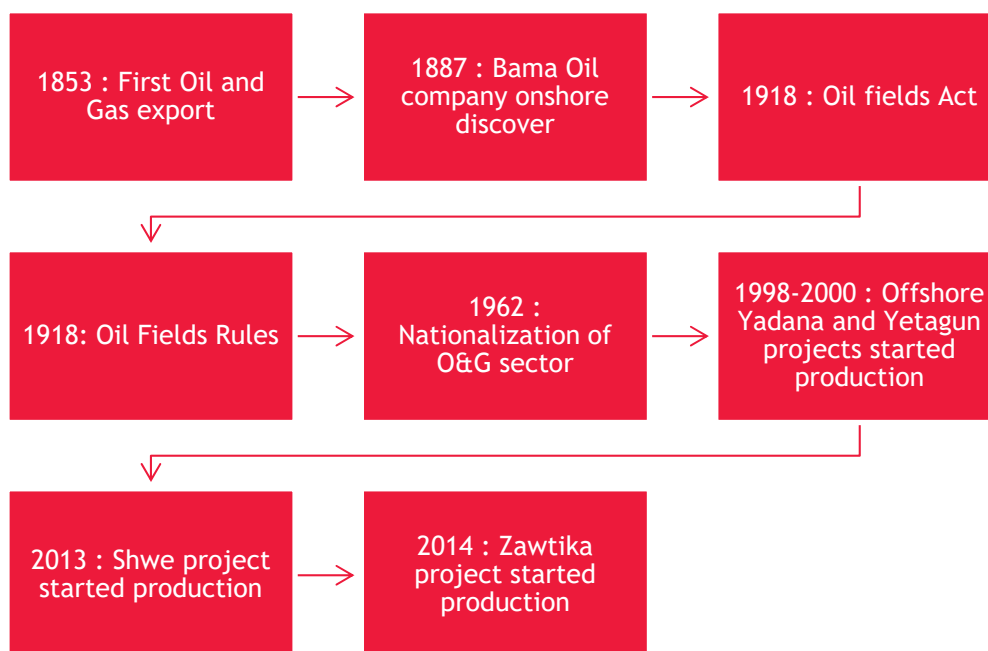 1853 : First Oil and
Gas export
1887 : Bama Oil
company onshore
discover
1918 : Oil fields Act
1918: Oil Fields Rules
1962 :
Nationalization of
O&G sector
1998-2000 : Offshore
Yadana and Yetagun
projects started
production
2013 : Shwe project
started production
2014 : Zawtika
project started
production